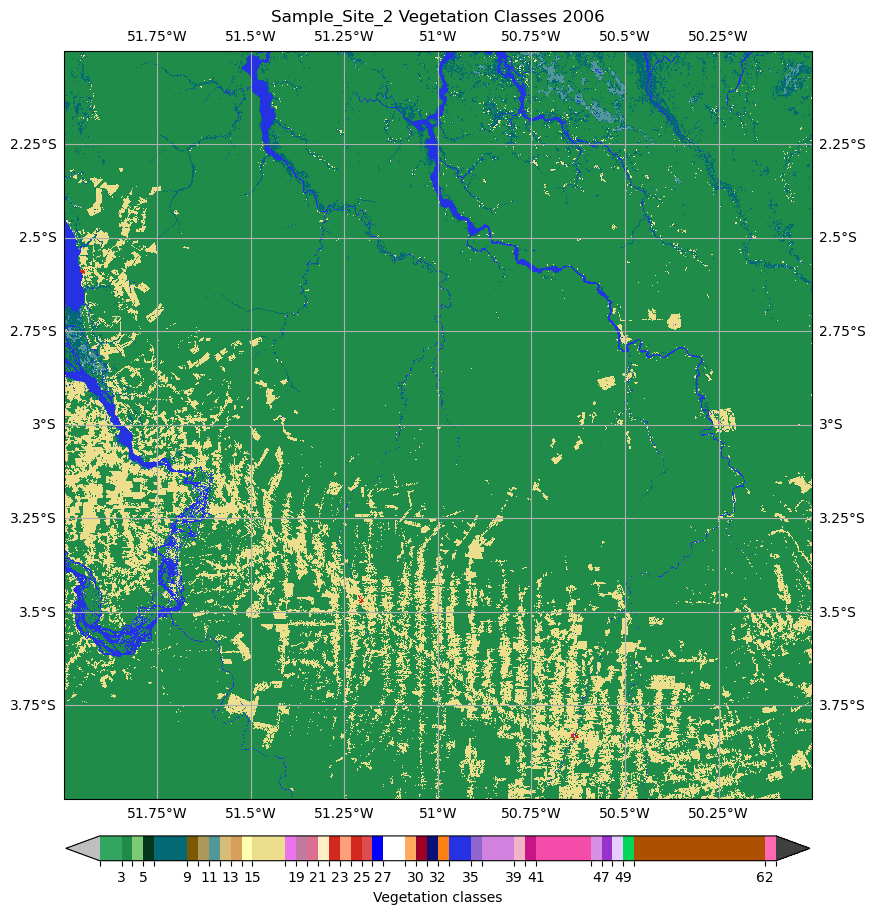 Sample_Site_2 Vegetation Classes 2006
51.75°W 51.5°W 51.25°W 51°W 50.75°W 50.5°W 50.25°W
2.25°S 2.25°S
2.5°S 2.5°S
2.75°S 2.75°S
3°S 3°S
3.25°S 3.25°S
3.5°S 3.5°S
3.75°S 3.75°S
51.75°W 51.5°W 51.25°W 51°W 50.75°W 50.5°W 50.25°W
3 5 9 11 13 15 19 21 23 25 27 30 32 35 39 41 47 49 62
Vegetation classes